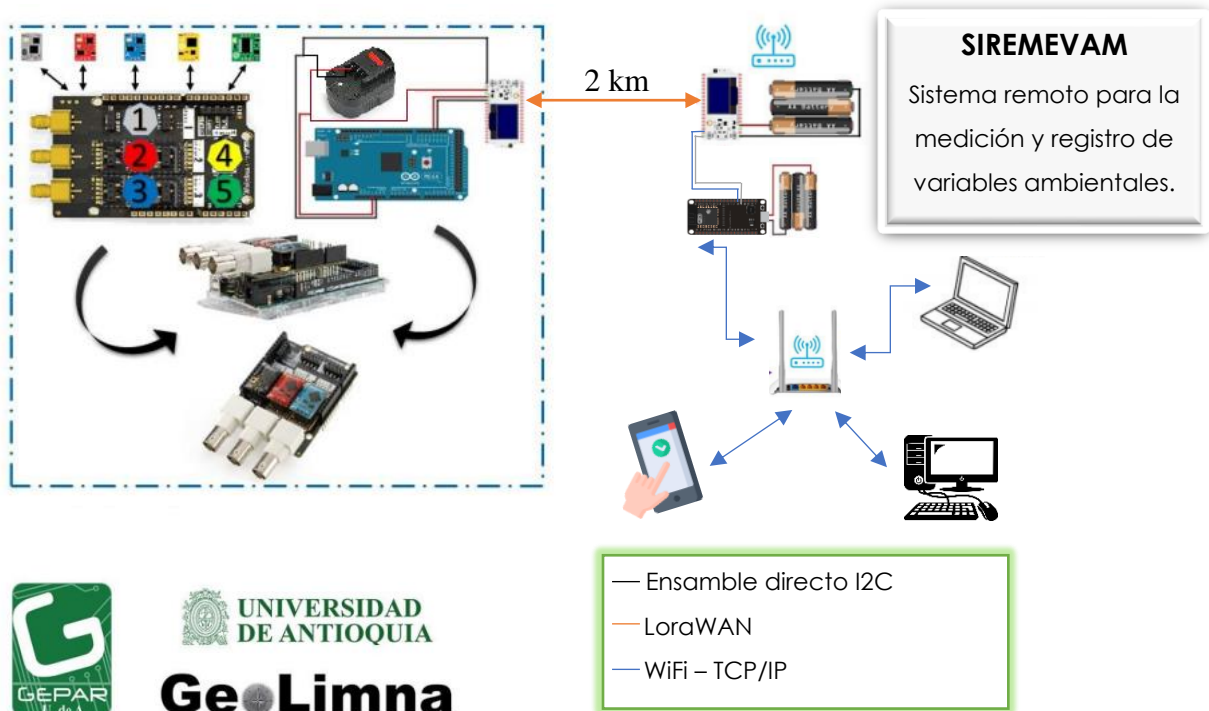 SIREMEVAM
Sistema remoto para la
medición y registro de
variables ambientales.
2 km
1
2
3
4
5
Ensamble directo I2C
LoraWAN
WiFi – TCP/IP
GEPAR
U. de A.
UNIVERSIDAD
DE ANTIOQUIA
GeoLimna